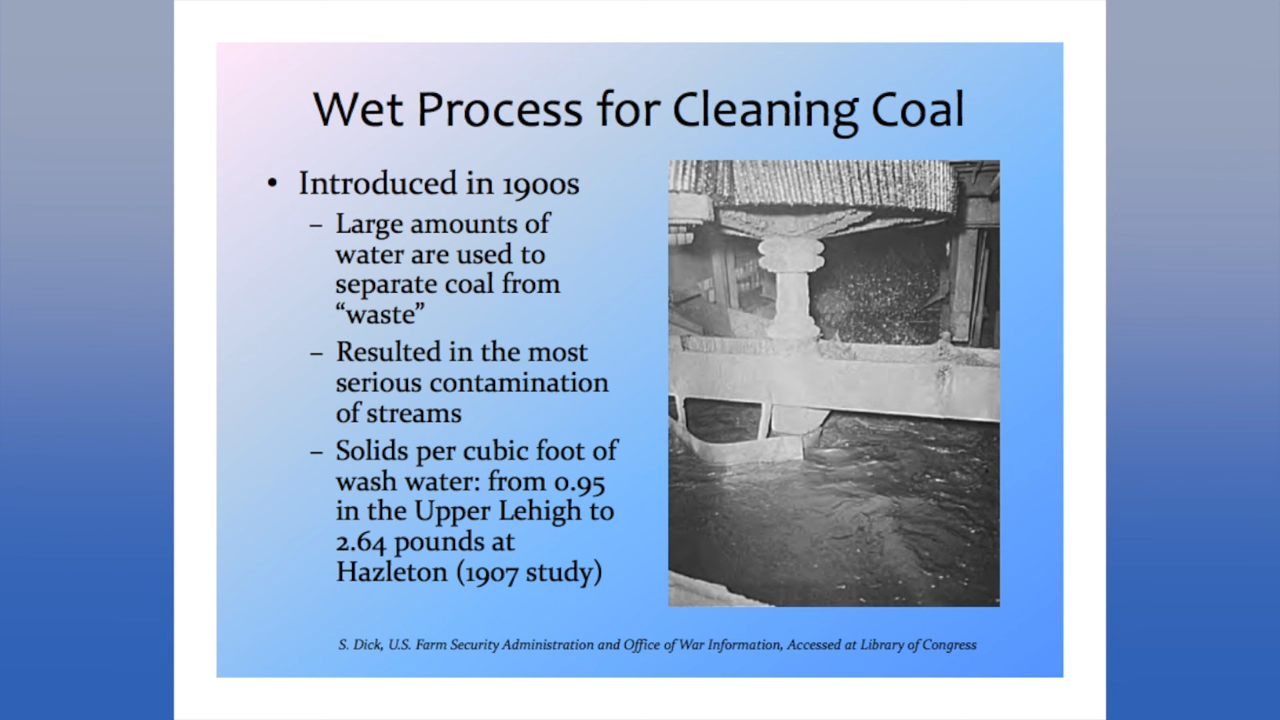 Wet Process for Cleaning Coal
• Introduced in 1900s
– Large amounts of
water are used to
separate coal from
“waste”
– Resulted in the most
serious contamination
of streams
– Solids per cubic foot of
wash water: from 0.95
in the Upper Lehigh to
2.64 pounds at
Hazleton (1907 study)
S. Dick, U.S. Farm Security Administration and Office of War Information, Accessed at Library of Congress